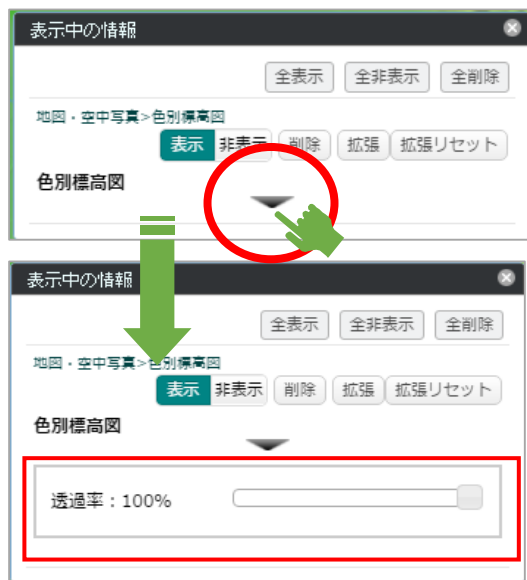 表示中の情報
全表示 全非表示 全削除
地図・空中写真>色別標高図
表示 非表示 削除 拡張 拡張リセット
色別標高図
表示中の情報
全表示 全非表示 全削除
地図・空中写真>色別標高図
表示 非表示 削除 拡張 拡張リセット
色別標高図
透過率：100%